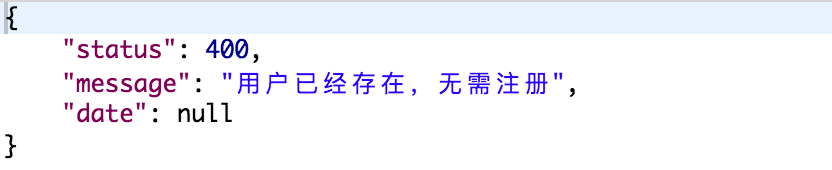 {
"status": 400,
"message": "用户已经存在，无需注册",
"date": null
}